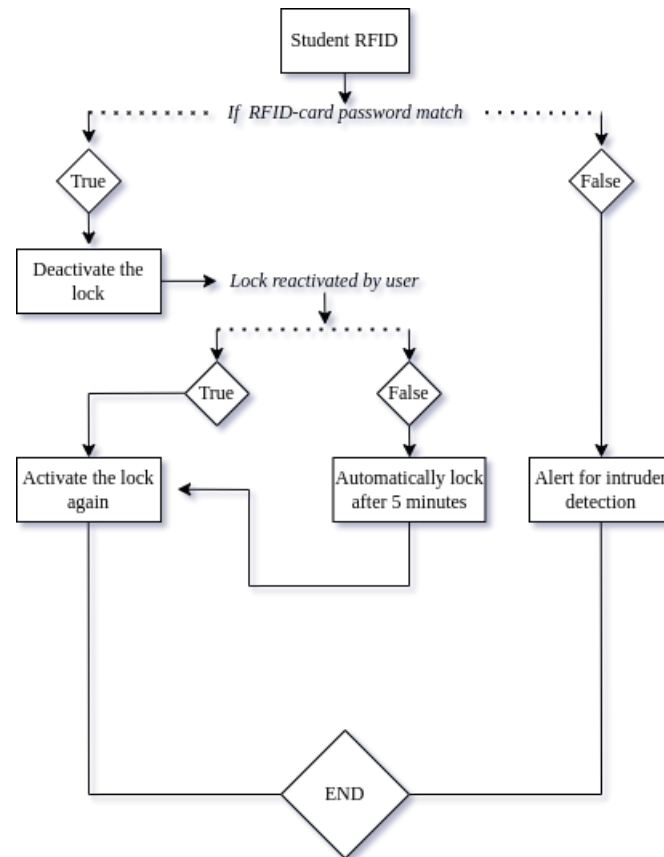 Student RFID
If RFID-card password match
True
False
Deactivate the
lock
Lock reactivated by user
True
False
Activate the lock
again
Automatically lock
after 5 minutes
Alert for intruder
detection
END